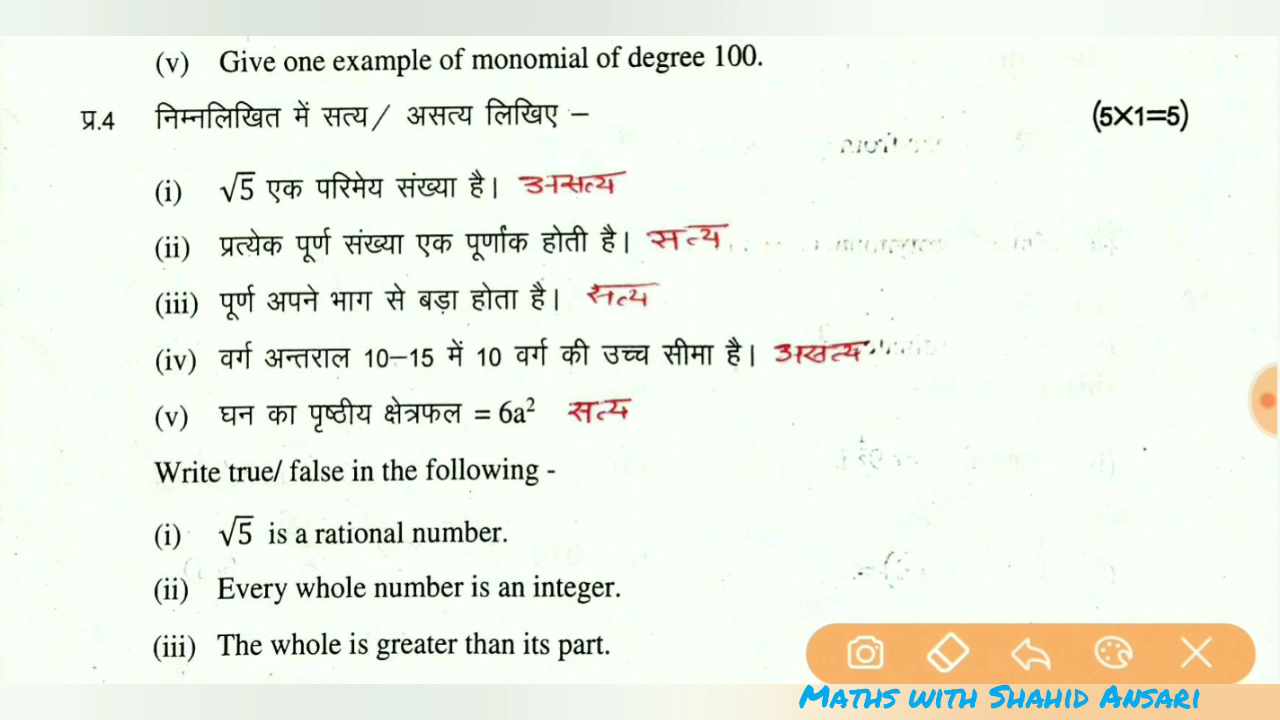 (v) Give one example of monomial of degree 100.
प्र.4 निम्नलिखित में सत्य/ असत्य लिखिए – (5×1=5)
(i) √5 एक परिमेय संख्या है। असत्य
(ii) प्रत्येक पूर्ण संख्या एक पूर्णांक होती है। सत्य
(iii) पूर्ण अपने भाग से बड़ा होता है। सत्य
(iv) वर्ग अन्तराल 10–15 में 10 वर्ग की उच्च सीमा है। असत्य
(v) घन का पृष्ठीय क्षेत्रफल = 6a² सत्य
Write true/ false in the following -
(i) √5 is a rational number.
(ii) Every whole number is an integer.
(iii) The whole is greater than its part.
Maths with Shahid Ansari